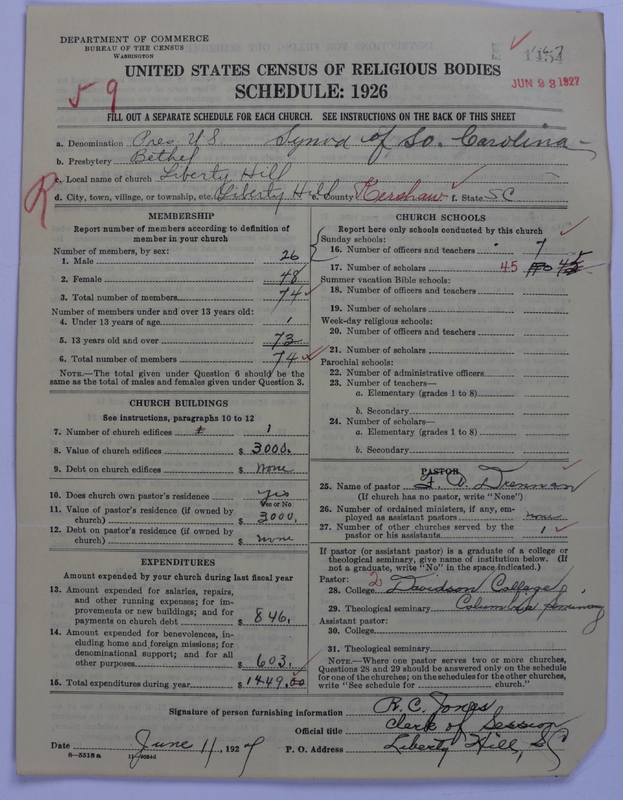 DEPARTMENT OF COMMERCE
BUREAU OF THE CENSUS
WASHINGTON
UNITED STATES CENSUS OF RELIGIOUS BODIES
SCHEDULE: 1926
JUN 23 1927
59
FILL OUT A SEPARATE SCHEDULE FOR EACH CHURCH. SEE INSTRUCTIONS ON THE BACK OF THIS SHEET
a. Denomination Pres. U S Synod of So. Carolina
b. Presbytery Bethel
c. Local name of church Liberty Hill
d. City, town, village, or township, etc. Liberty Hill e. County Kershaw f. State SC
R
MEMBERSHIP
Report number of members according to definition of
member in your church
Number of members, by sex:
1. Male 26
2. Female 48
3. Total number of members 74
Number of members under and over 13 years old:
4. Under 13 years of age 1
5. 13 years old and over 73
6. Total number of members 74
NOTE.—The total given under Question 6 should be the
same as the total of males and females given under Question 3.
CHURCH BUILDINGS
See instructions, paragraphs 10 to 12
7. Number of church edifices 1
8. Value of church edifices $ 3000.
9. Debt on church edifices $ none
10. Does church own pastor's residence yes
Yes or No
11. Value of pastor's residence (if owned by
church) $ 3000,
12. Debt on pastor's residence (if owned by
church) $ none
EXPENDITURES
Amount expended by your church during last fiscal year
13. Amount expended for salaries, repairs,
and other running expenses; for im-
provements or new buildings; and for
payments on church debt $ 846.
14. Amount expended for benevolences, in-
cluding home and foreign missions; for
denominational support; and for all
other purposes $ 603.
15. Total expenditures during year $ 1449.00
CHURCH SCHOOLS
Report here only schools conducted by this church
Sunday schools:
16. Number of officers and teachers 7
17. Number of scholars 45
Summer vacation Bible schools:
18. Number of officers and teachers
19. Number of scholars
Week-day religious schools:
20. Number of officers and teachers
21. Number of scholars
Parochial schools:
22. Number of administrative officers
23. Number of teachers—
a. Elementary (grades 1 to 8)
b. Secondary
24. Number of scholars—
a. Elementary (grades 1 to 8)
b. Secondary
PASTOR
25. Name of pastor Drennan
(If church has no pastor, write "None")
26. Number of ordained ministers, if any, em-
ployed as assistant pastors none
27. Number of other churches served by the
pastor or his assistants 1
If pastor (or assistant pastor) is a graduate of a college or
theological seminary, give name of institution below. (If
not a graduate, write "No" in the space indicated.)
Pastor: 2
28. College Davidson College
29. Theological seminary Columbia Seminary
Assistant pastor:
30. College
31. Theological seminary
NOTE.—Where one pastor serves two or more churches,
Questions 28 and 29 should be answered only on the schedule
for one of the churches; on the schedules for the other churches,
write "See schedule for church."
Signature of person furnishing information R. C. Jones
Official title Clerk of Session
Date June 11, 1927 P. O. Address Liberty Hill, SC
8—5518a